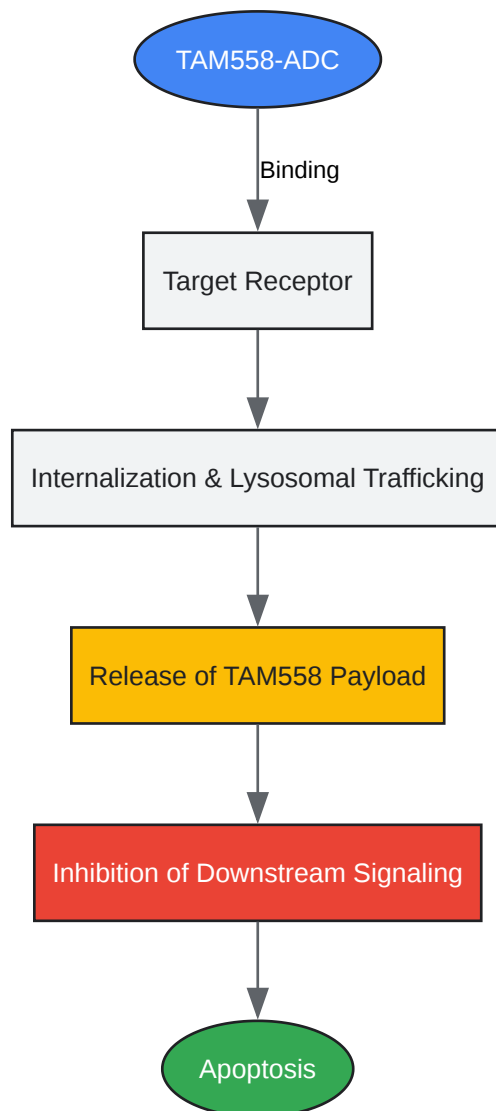 TAM558-ADC
Binding
Target Receptor
Internalization & Lysosomal Trafficking
Release of TAM558 Payload
Inhibition of Downstream Signaling
Apoptosis